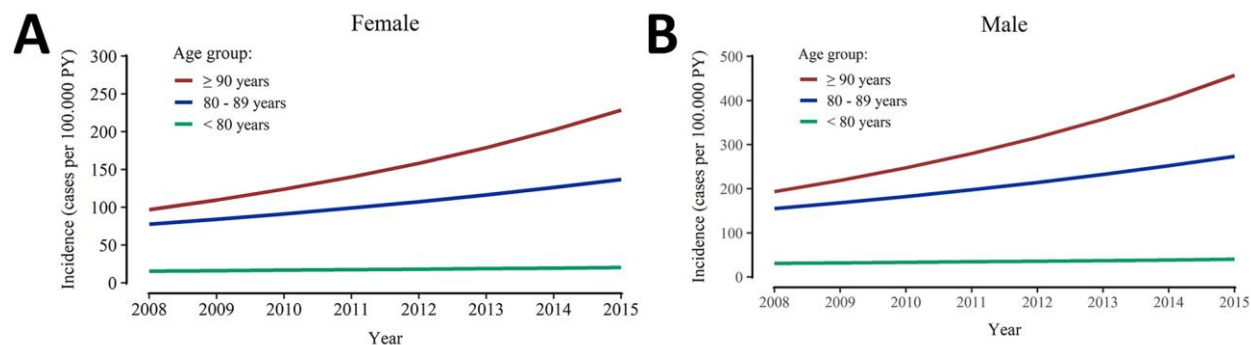 A
Female
Incidence (cases per 100.000 PY)
300
250
200
150
100
50
0
Age group:
≥ 90 years
80 - 89 years
< 80 years
2008 2009 2010 2011 2012 2013 2014 2015
Year
B
Male
Incidence (cases per 100.000 PY)
500
400
300
200
100
0
Age group:
≥ 90 years
80 - 89 years
< 80 years
2008 2009 2010 2011 2012 2013 2014 2015
Year